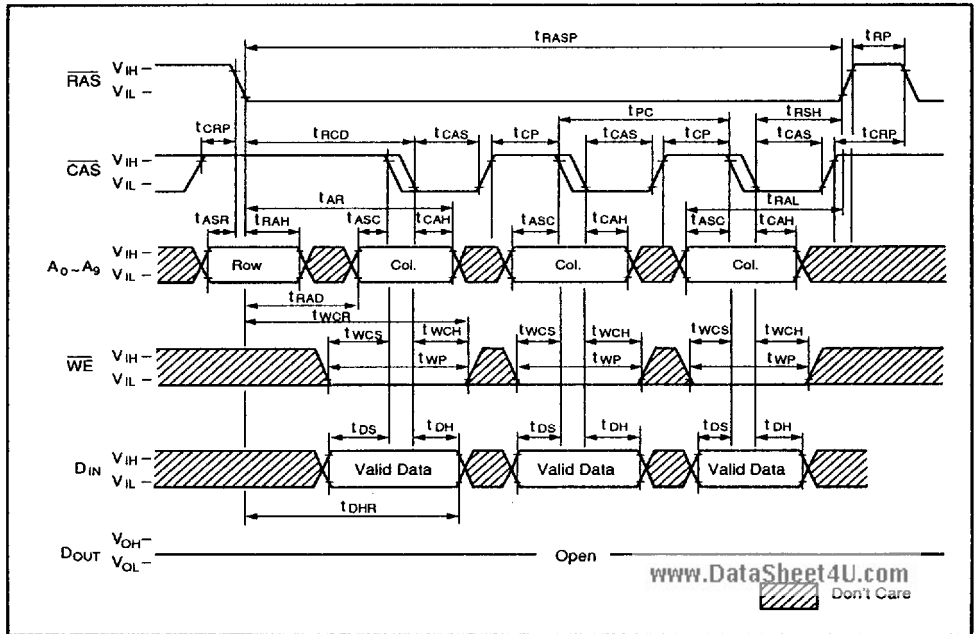 tRASP tRP
RAS VIH VIL
tCRP tRCD tCAS tCP tPC tCAS tCP tRSH tCAS tCRP
CAS VIH VIL
tAR tRAL
tASR tRAH tASC tCAH tASC tCAH tASC tCAH
A0~A9 VIH VIL Row Col. Col. Col.
tRAD
tWCR
tWCS tWCH tWCS tWCH tWCS tWCH
WE VIH VIL tWP tWP tWP
tDS tDH tDS tDH tDS tDH
DIN VIH VIL Valid Data Valid Data Valid Data
tDHR
DOUT VOH VOL Open
www.DataSheet4U.com
Don't Care